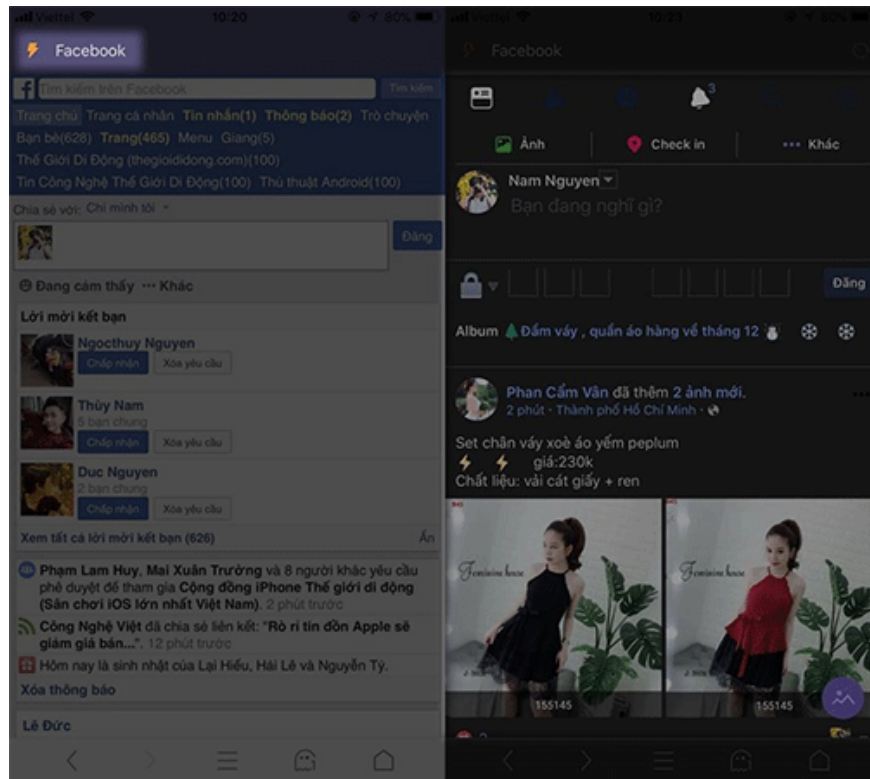 Viettel
10:20
80%
Facebook
Tìm kiếm trên Facebook
Tìm kiếm
Trang chủ Trang cá nhân Tin nhắn(1) Thông báo(2) Trò chuyện
Bạn bè(628) Trang(465) Menu Giang(5)
Thế Giới Di Động (thegioididong.com)(100)
Tin Công Nghệ Thế Giới Di Động(100) Thủ thuật Android(100)
Chia sẻ với: Chỉ mình tôi
Đăng
Đang cảm thấy ••• Khác
Lời mời kết bạn
Ngocthuy Nguyen
Chấp nhận Xóa yêu cầu
Thùy Nam
5 bạn chung
Chấp nhận Xóa yêu cầu
Duc Nguyen
2 bạn chung
Chấp nhận Xóa yêu cầu
Xem tất cả lời mời kết bạn (626)
Ẩn
Phạm Lam Huy, Mai Xuân Trường và 8 người khác yêu cầu
phê duyệt để tham gia Cộng đồng iPhone Thế giới di động
(Sân chơi iOS lớn nhất Việt Nam). 2 phút trước
Công Nghệ Việt đã chia sẻ liên kết: "Rò rỉ tin đồn Apple sẽ
giảm giá bán...". 12 phút trước
Hôm nay là sinh nhật của Lại Hiếu, Hải Lê và Nguyễn Tỷ.
Xóa thông báo
Lê Đức
Viettel
10:23
80%
Facebook
3
Ảnh
Check in
••• Khác
Nam Nguyen
Bạn đang nghĩ gì?
Đăng
Album Đầm váy , quần áo hàng về tháng 12
Phan Cẩm Vân đã thêm 2 ảnh mới.
2 phút · Thành phố Hồ Chí Minh ·
Set chân váy xoè áo yếm peplum
giá:230k
Chất liệu: vải cát giấy + ren
Feminine house
155145
Feminine house
155145